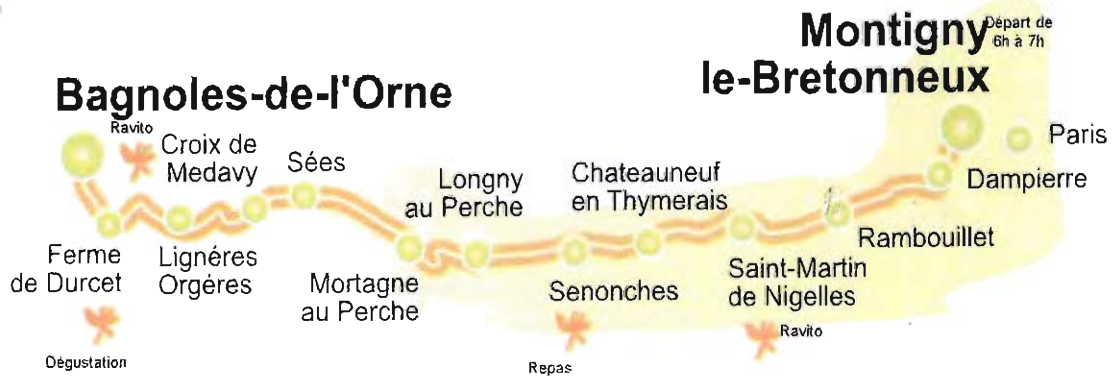 Montigny
le-Bretonneux
Départ de
6h à 7h
Bagnoles-de-l'Orne
Ravito
Croix de
Medavy
Sées
Longny
au Perche
Chateauneuf
en Thymerais
Paris
Dampierre
Rambouillet
Ferme
de Durcet
Lignéres
Orgéres
Mortagne
au Perche
Senonches
Saint-Martin
de Nigelles
Ravito
Dégustation
Repas